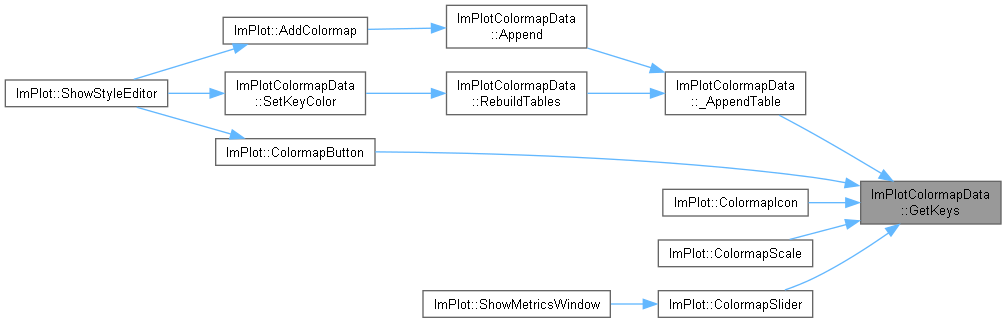 ImPlot::AddColormap
ImPlotColormapData
::Append
ImPlot::ShowStyleEditor
ImPlotColormapData
::SetKeyColor
ImPlotColormapData
::RebuildTables
ImPlotColormapData
::_AppendTable
ImPlot::ColormapButton
ImPlot::ColormapIcon
ImPlotColormapData
::GetKeys
ImPlot::ColormapScale
ImPlot::ShowMetricsWindow
ImPlot::ColormapSlider